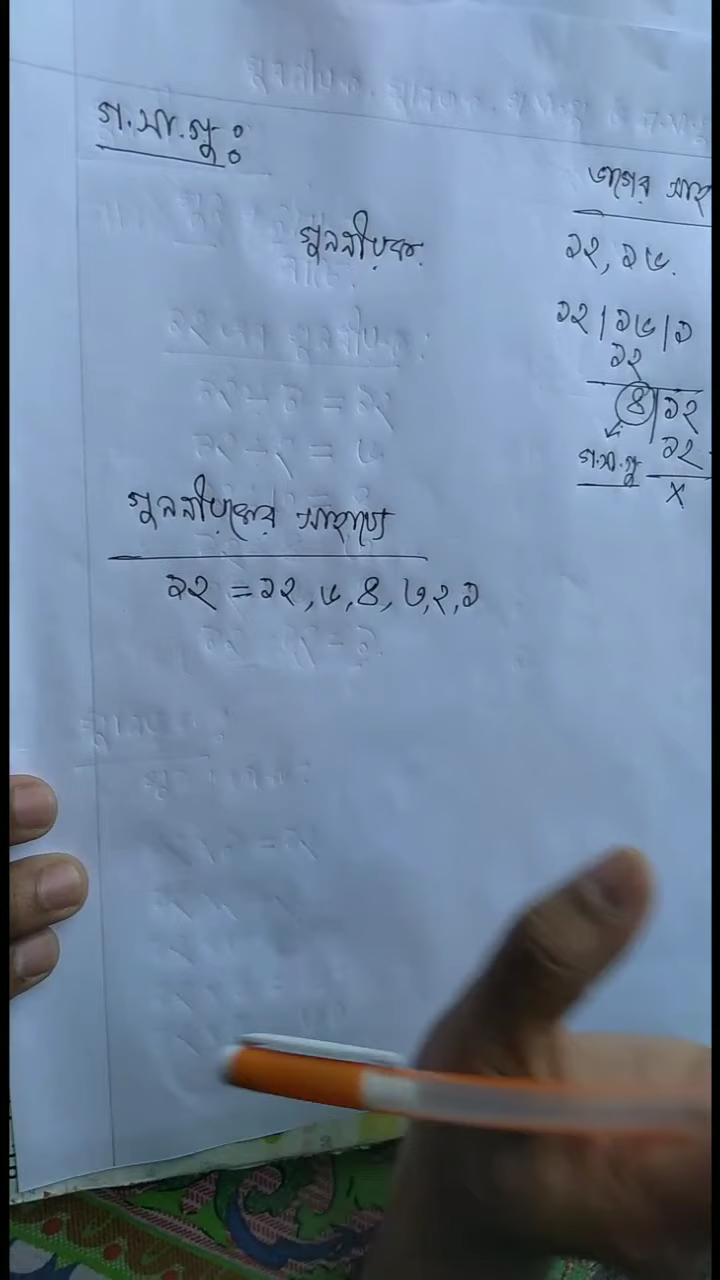 গ.সা.গু ঃ
গুননীয়ক.
গুননীয়কের সাহায্যে
১২ = ১২, ৬, ৪, ৩, ২, ১
ভাগের সাহ
১২, ১৬.
১২ | ১৬ | ১
১২
৪ | ১২
গ.সা.গু ১২
x